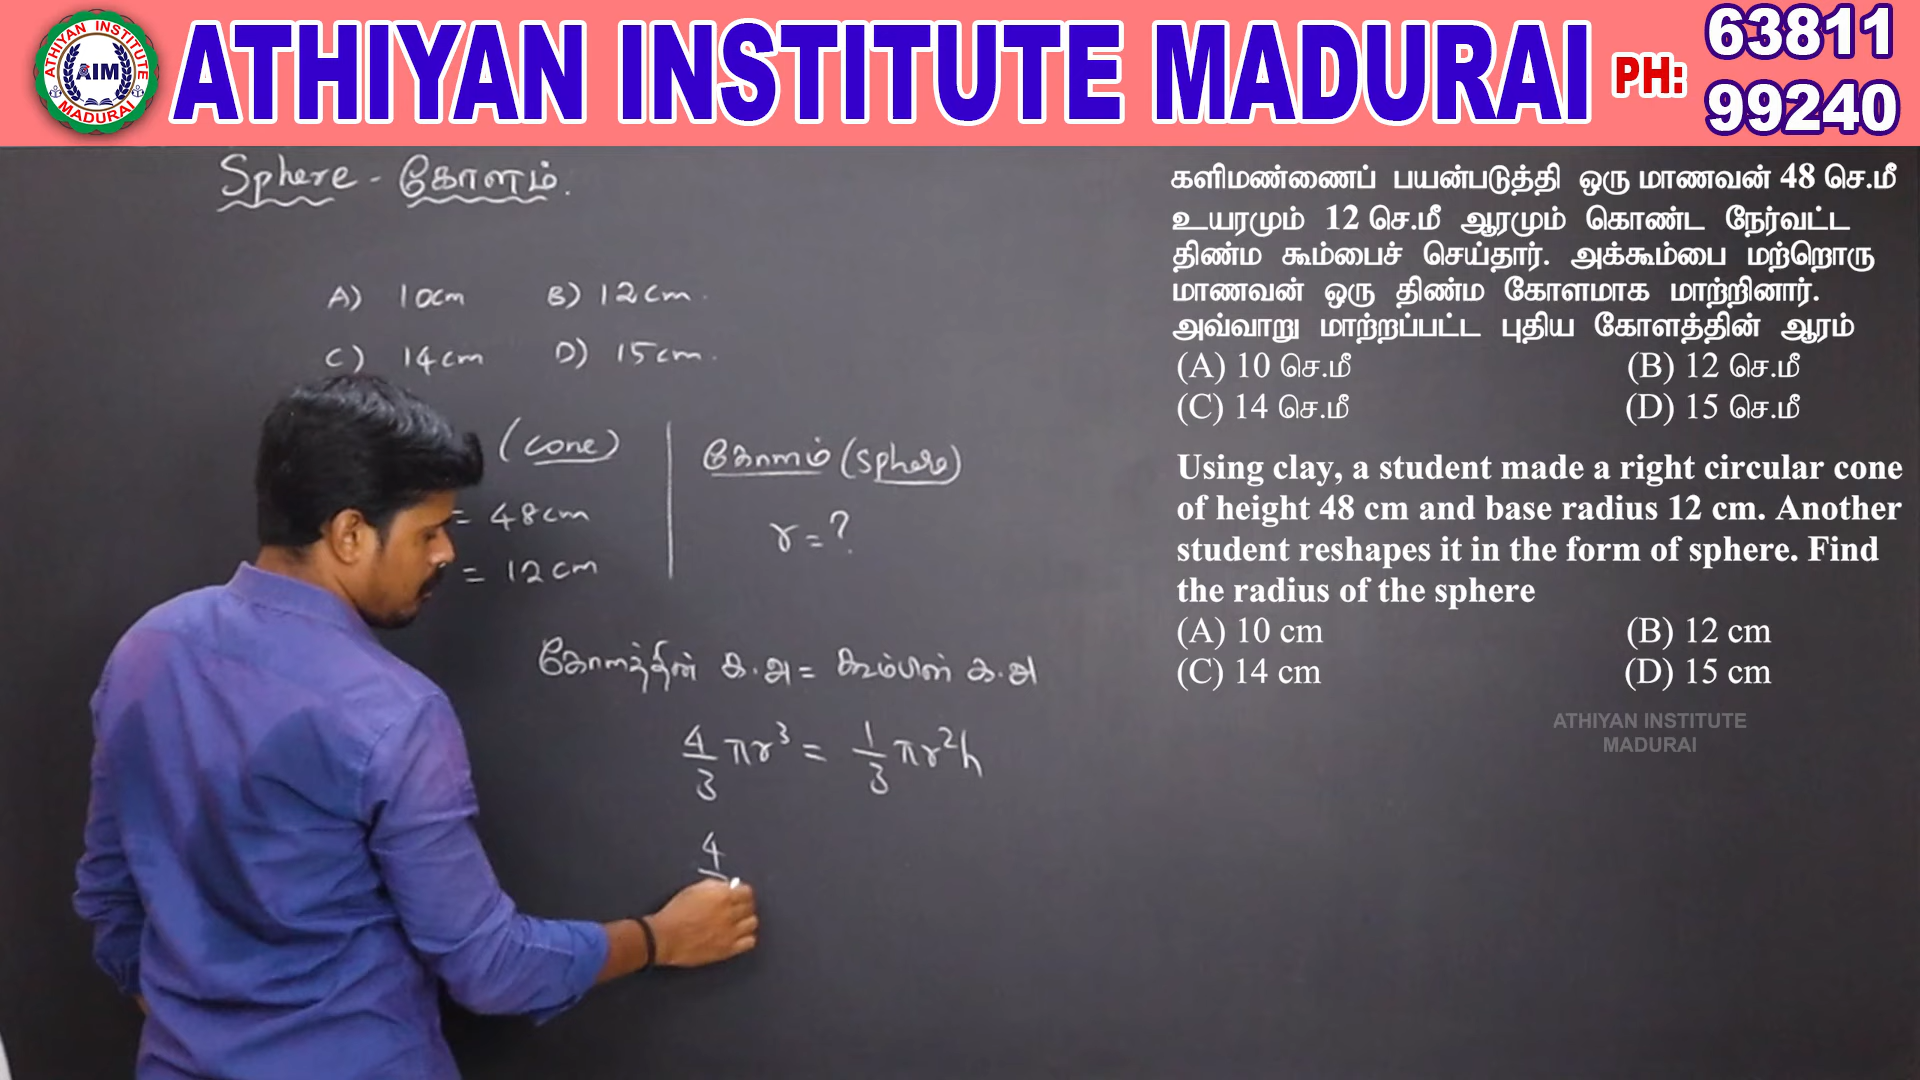 ATHIYAN INSTITUTE
AIM
MADURAI
ATHIYAN INSTITUTE MADURAI
PH:
63811
99240
Sphere - கோளம்.
A) 10cm B) 12cm.
C) 14cm D) 15cm.
(cone)
= 48cm
= 12cm
கோளம் (sphere)
r = ?
கோளத்தின் க.அ = கூம்பின் க.அ
4/3 πr³ = 1/3 πr²h
4
களிமண்ணைப் பயன்படுத்தி ஒரு மாணவன் 48 செ.மீ
உயரமும் 12 செ.மீ ஆரமும் கொண்ட நேர்வட்ட
திண்ம கூம்பைச் செய்தார். அக்கூம்பை மற்றொரு
மாணவன் ஒரு திண்ம கோளமாக மாற்றினார்.
அவ்வாறு மாற்றப்பட்ட புதிய கோளத்தின் ஆரம்
(A) 10 செ.மீ (B) 12 செ.மீ
(C) 14 செ.மீ (D) 15 செ.மீ
Using clay, a student made a right circular cone
of height 48 cm and base radius 12 cm. Another
student reshapes it in the form of sphere. Find
the radius of the sphere
(A) 10 cm (B) 12 cm
(C) 14 cm (D) 15 cm
ATHIYAN INSTITUTE
MADURAI